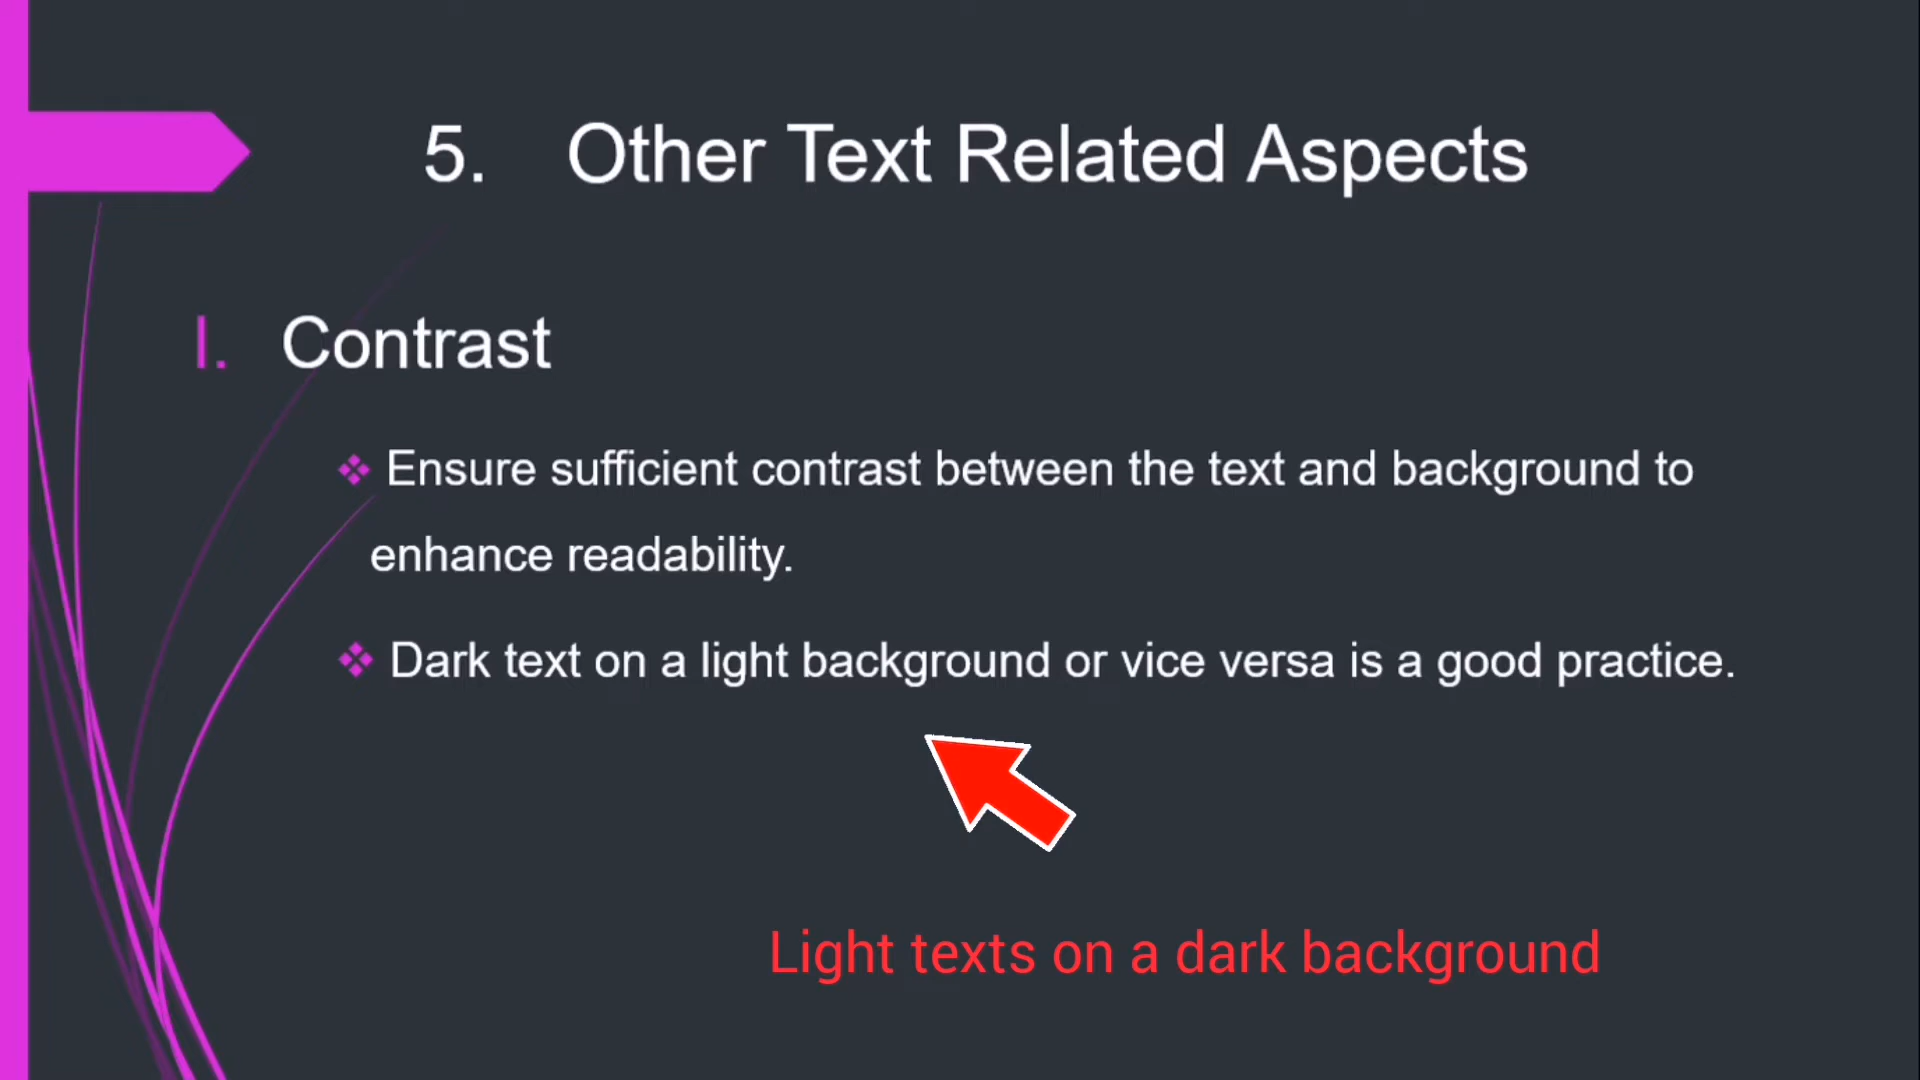 5. Other Text Related Aspects
I. Contrast
❖ Ensure sufficient contrast between the text and background to
enhance readability.
❖ Dark text on a light background or vice versa is a good practice.
Light texts on a dark background